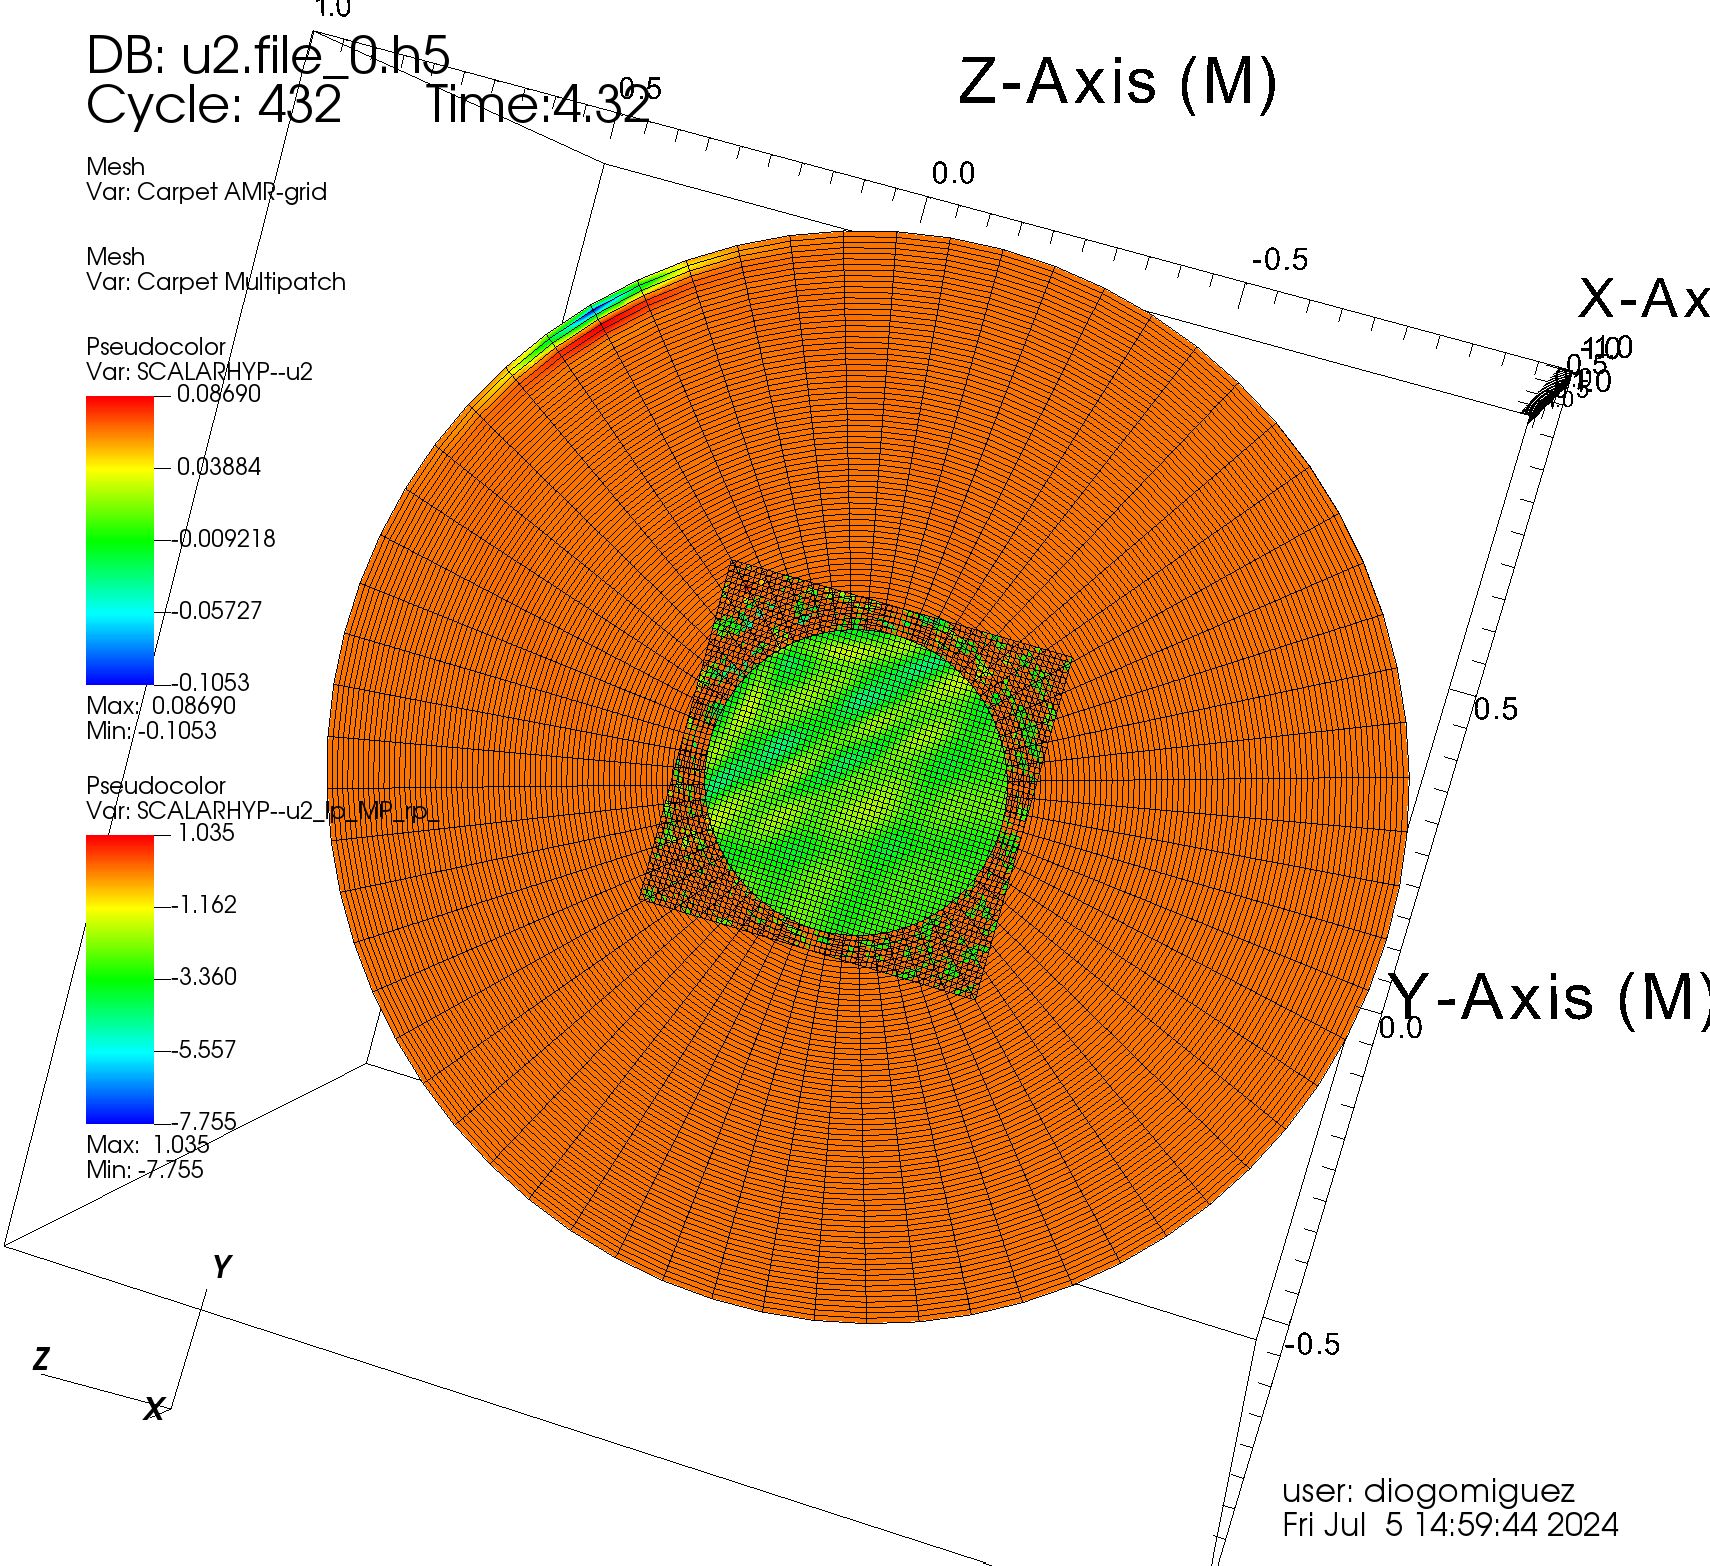 1.0
DB: u2.file_0.h5
Cycle: 432 Time:4.32
0.5
Z-Axis (M)
Mesh
Var: Carpet AMR-grid
0.0
Mesh
Var: Carpet Multipatch
-0.5
X-Ax
Pseudocolor
Var: SCALARHYP--u2
0.08690
0.03884
-0.009218
-0.05727
-0.1053
Max: 0.08690
Min: -0.1053
0.5
Pseudocolor
Var: SCALARHYP--u2_lp_MP_rp_
1.035
-1.162
-3.360
-5.557
-7.755
Max: 1.035
Min: -7.755
Y-Axis (M)
0.0
-0.5
Y
Z
X
user: diogomiguez
Fri Jul 5 14:59:44 2024